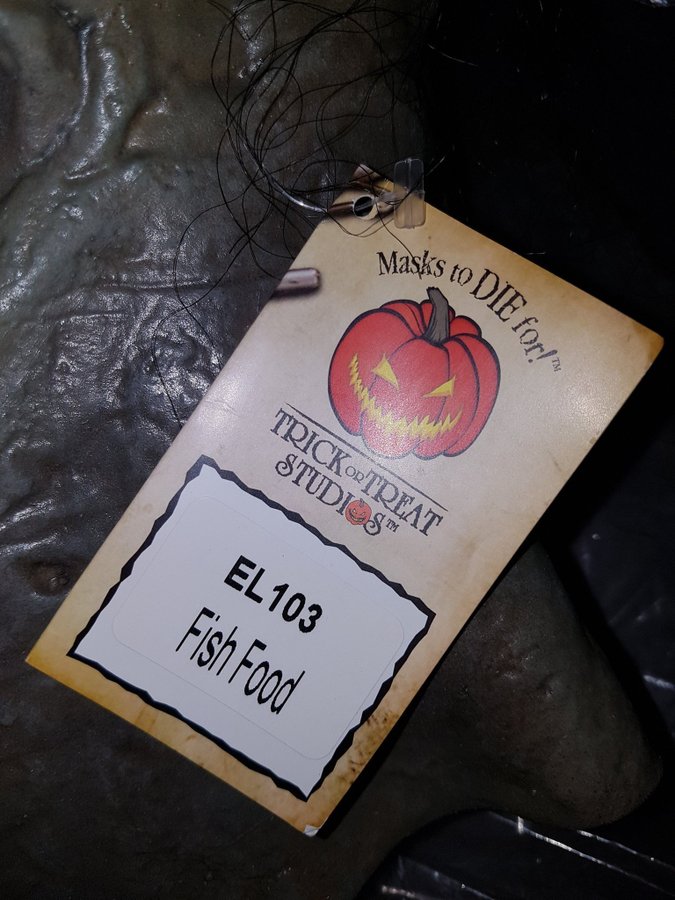 Masks to DIE for!™
TRICK OR TREAT
STUDIOS™
EL103
Fish Food